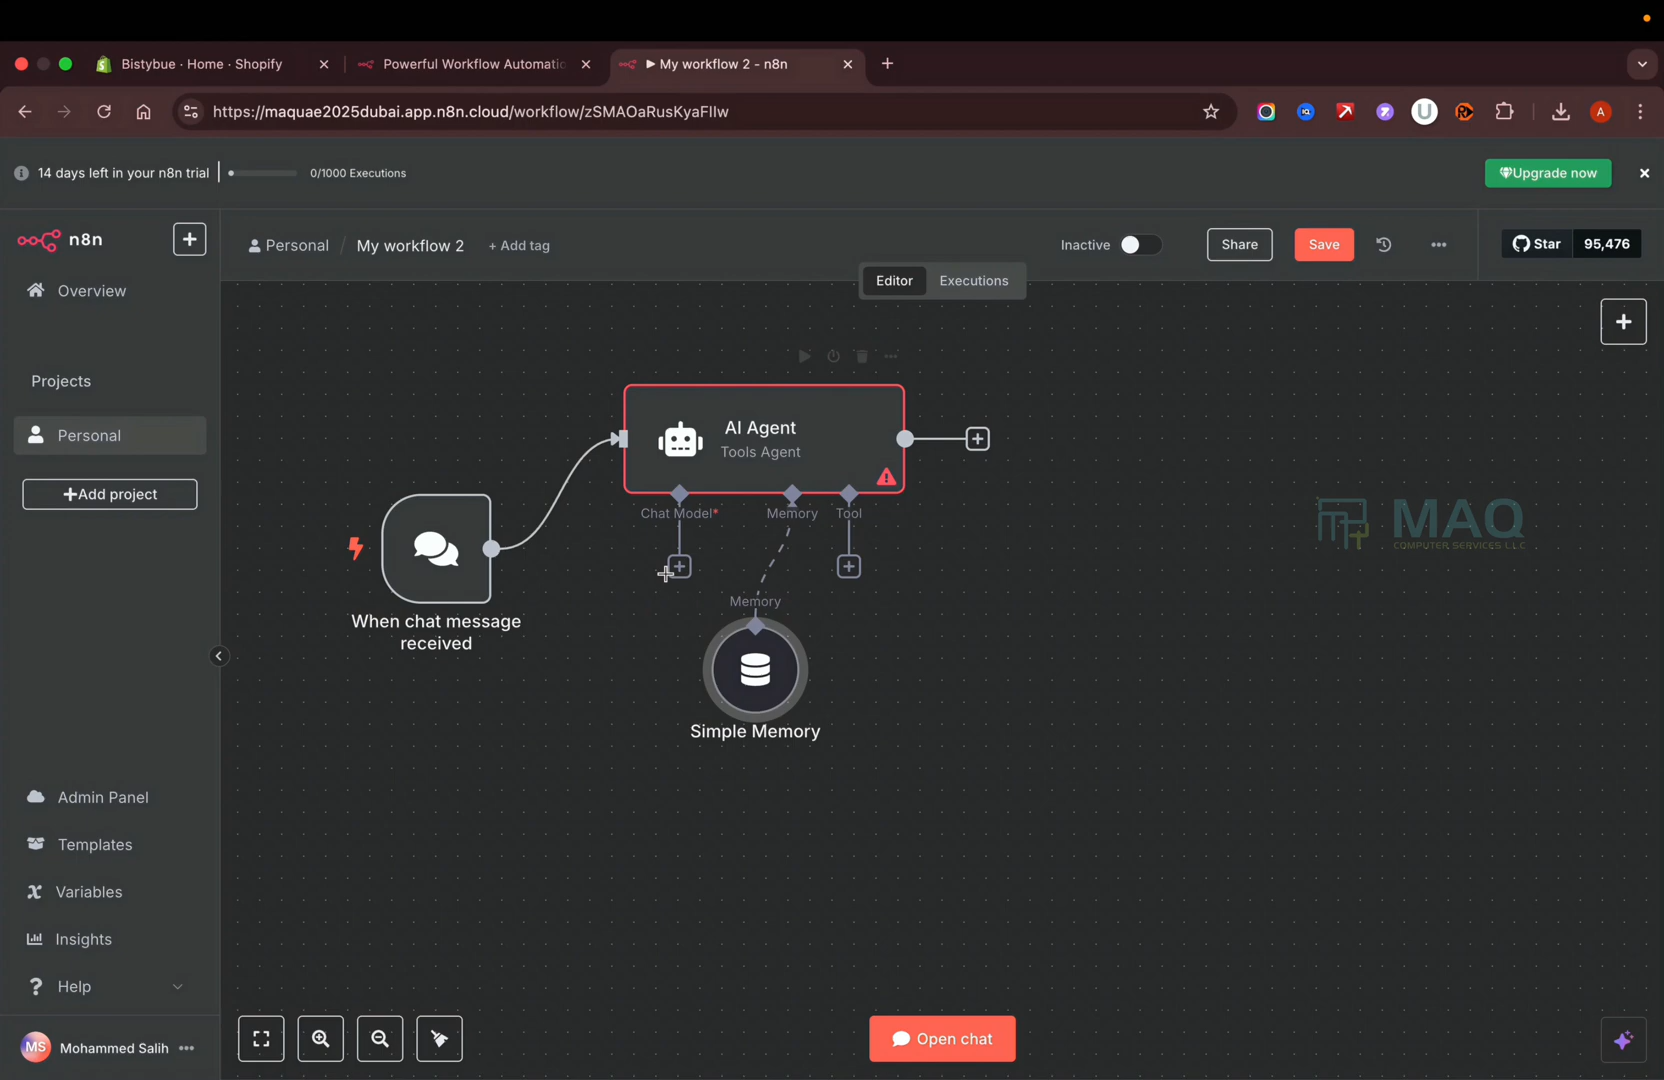 Bistybue · Home · Shopify
Powerful Workflow Automatio
My workflow 2 - n8n
https://maquae2025dubai.app.n8n.cloud/workflow/zSMAOaRusKyaFIlw
A
14 days left in your n8n trial
0/1000 Executions
Upgrade now
n8n
Personal / My workflow 2 + Add tag
Inactive
Share
Save
Star 95,476
Editor
Executions
Overview
Projects
Personal
Add project
AI Agent
Tools Agent
Chat Model*
Memory
Tool
MAQ
COMPUTER SERVICES L.L.C
Memory
When chat message
received
Simple Memory
Admin Panel
Templates
Variables
Insights
Help
MS
Mohammed Salih
Open chat